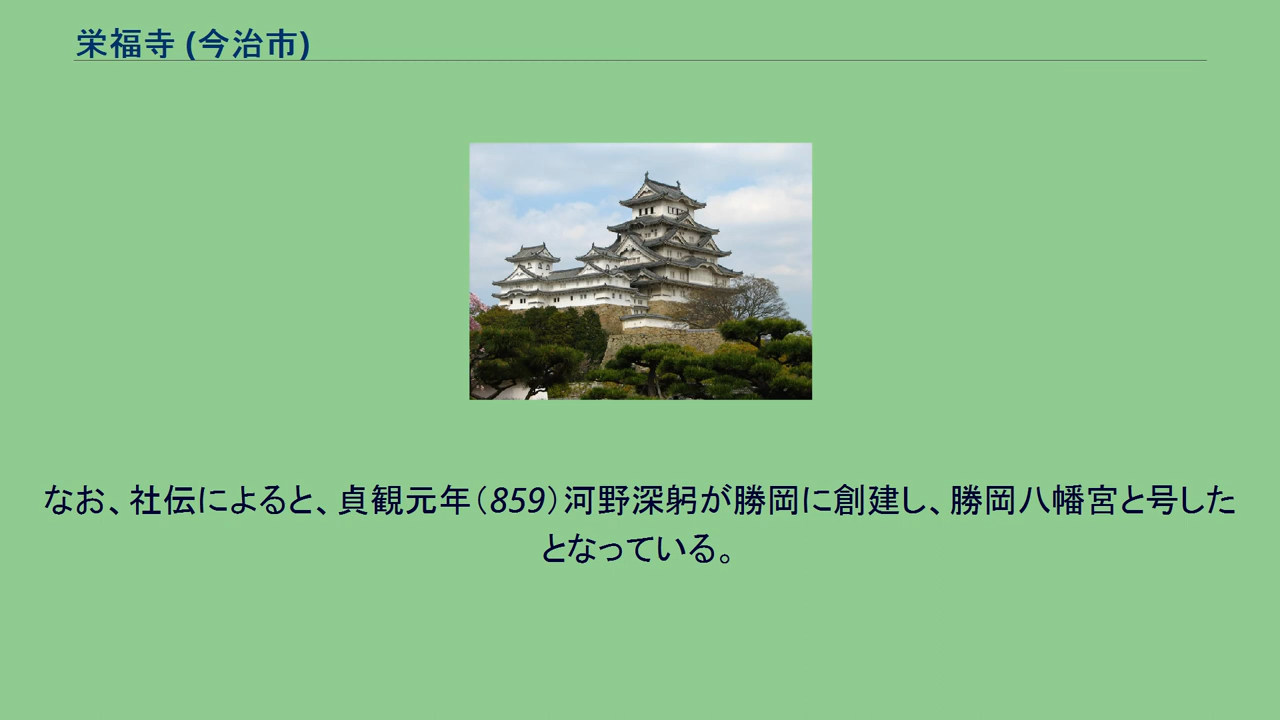 栄福寺 (今治市)
なお、社伝によると、貞観元年（859）河野深躬が勝岡に創建し、勝岡八幡宮と号した
となっている。